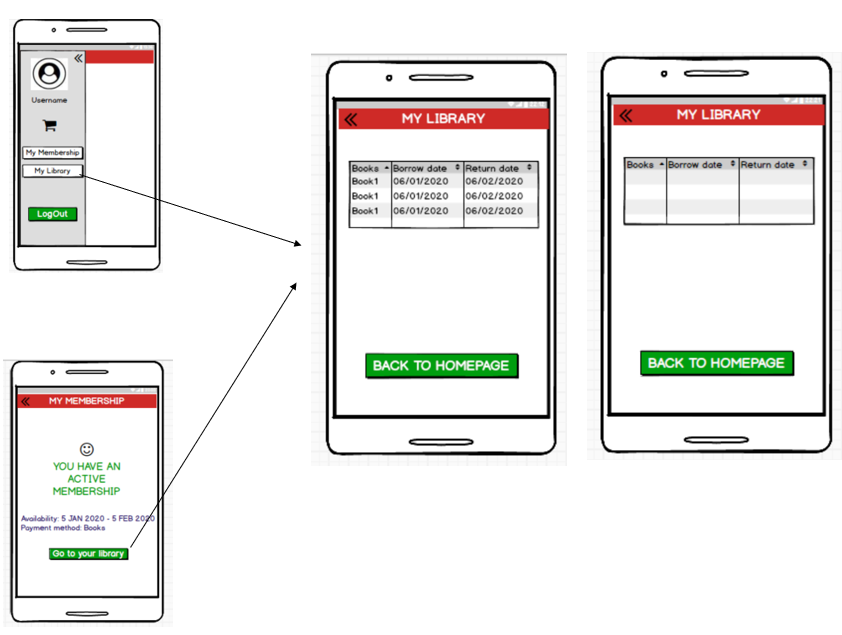 Username
My Membership
My Library
LogOut
MY MEMBERSHIP
YOU HAVE AN
ACTIVE
MEMBERSHIP
Availability: 5 JAN 2020 - 5 FEB 2020
Payment method: Books
Go to your library
MY LIBRARY
Books Borrow date Return date
Book1 06/01/2020 06/02/2020
Book1 06/01/2020 06/02/2020
Book1 06/01/2020 06/02/2020
BACK TO HOMEPAGE
MY LIBRARY
Books Borrow date Return date
BACK TO HOMEPAGE